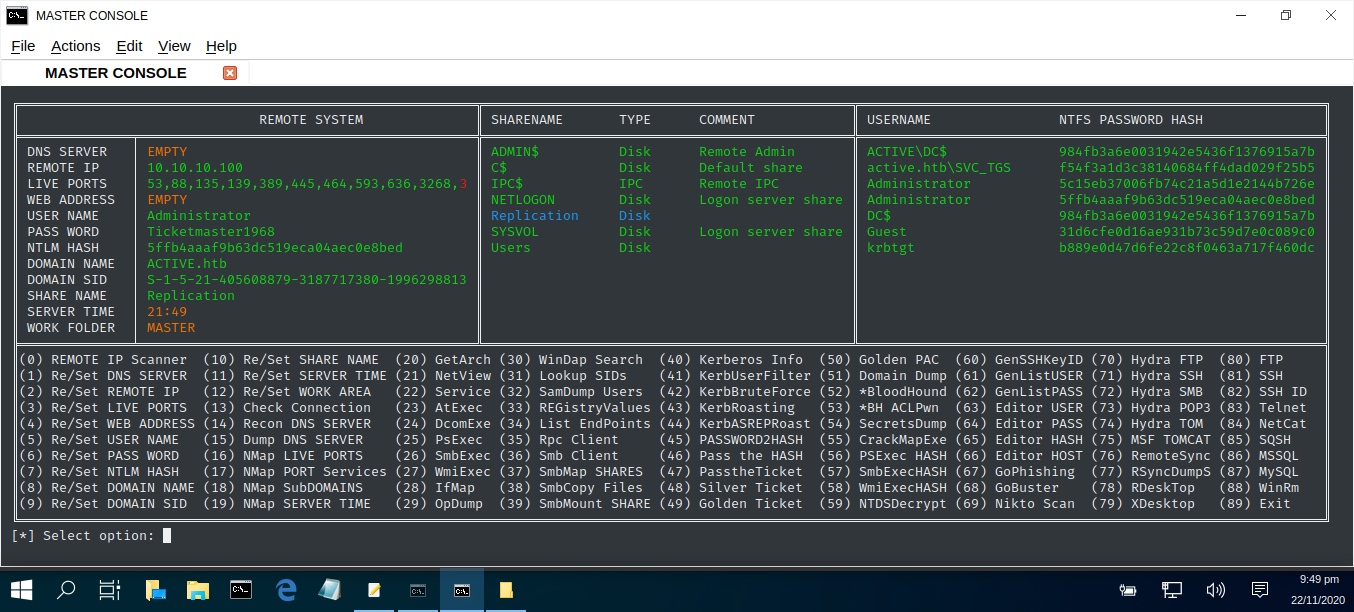 MASTER CONSOLE
File Actions Edit View Help
MASTER CONSOLE
REMOTE SYSTEM SHARENAME TYPE COMMENT USERNAME NTFS PASSWORD HASH
DNS SERVER EMPTY ADMIN$ Disk Remote Admin ACTIVE\DC$ 984fb3a6e0031942e5436f1376915a7b
REMOTE IP 10.10.10.100 C$ Disk Default share active.htb\SVC_TGS f54f3a1d3c38140684ff4dad029f25b5
LIVE PORTS 53,88,135,139,389,445,464,593,636,3268,3 IPC$ IPC Remote IPC Administrator 5c15eb37006fb74c21a5d1e2144b726e
WEB ADDRESS EMPTY NETLOGON Disk Logon server share Administrator 5ffb4aaaf9b63dc519eca04aec0e8bed
USER NAME Administrator Replication Disk DC$ 984fb3a6e0031942e5436f1376915a7b
PASS WORD Ticketmaster1968 SYSVOL Disk Logon server share Guest 31d6cfe0d16ae931b73c59d7e0c089c0
NTLM HASH 5ffb4aaaf9b63dc519eca04aec0e8bed Users Disk krbtgt b889e0d47d6fe22c8f0463a717f460dc
DOMAIN NAME ACTIVE.htb
DOMAIN SID S-1-5-21-405608879-3187717380-1996298813
SHARE NAME Replication
SERVER TIME 21:49
WORK FOLDER MASTER
(0) REMOTE IP Scanner (10) Re/Set SHARE NAME (20) GetArch (30) WinDap Search (40) Kerberos Info (50) Golden PAC (60) GenSSHKeyID (70) Hydra FTP (80) FTP
(1) Re/Set DNS SERVER (11) Re/Set SERVER TIME (21) NetView (31) Lookup SIDs (41) KerbUserFilter (51) Domain Dump (61) GenListUSER (71) Hydra SSH (81) SSH
(2) Re/Set REMOTE IP (12) Re/Set WORK AREA (22) Service (32) SamDump Users (42) KerbBruteForce (52) *BloodHound (62) GenListPASS (72) Hydra SMB (82) SSH ID
(3) Re/Set LIVE PORTS (13) Check Connection (23) AtExec (33) REGistryValues (43) KerbRoasting (53) *BH ACLPwn (63) Editor USER (73) Hydra POP3 (83) Telnet
(4) Re/Set WEB ADDRESS (14) Recon DNS SERVER (24) DcomExe (34) List EndPoints (44) KerbASREPRoast (54) SecretsDump (64) Editor PASS (74) Hydra TOM (84) NetCat
(5) Re/Set USER NAME (15) Dump DNS SERVER (25) PsExec (35) Rpc Client (45) PASSWORD2HASH (55) CrackMapExe (65) Editor HASH (75) MSF TOMCAT (85) SQSH
(6) Re/Set PASS WORD (16) NMap LIVE PORTS (26) SmbExec (36) Smb Client (46) Pass the HASH (56) PSExec HASH (66) Editor HOST (76) RemoteSync (86) MSSQL
(7) Re/Set NTLM HASH (17) NMap PORT Services (27) WmiExec (37) SmbMap SHARES (47) PasstheTicket (57) SmbExecHASH (67) GoPhishing (77) RSyncDumpS (87) MySQL
(8) Re/Set DOMAIN NAME (18) NMap SubDOMAINS (28) IfMap (38) SmbCopy Files (48) Silver Ticket (58) WmiExecHASH (68) GoBuster (78) RDeskTop (88) WinRm
(9) Re/Set DOMAIN SID (19) NMap SERVER TIME (29) OpDump (39) SmbMount SHARE (49) Golden Ticket (59) NTDSDecrypt (69) Nikto Scan (79) XDesktop (89) Exit
[*] Select option:
9:49 pm
22/11/2020